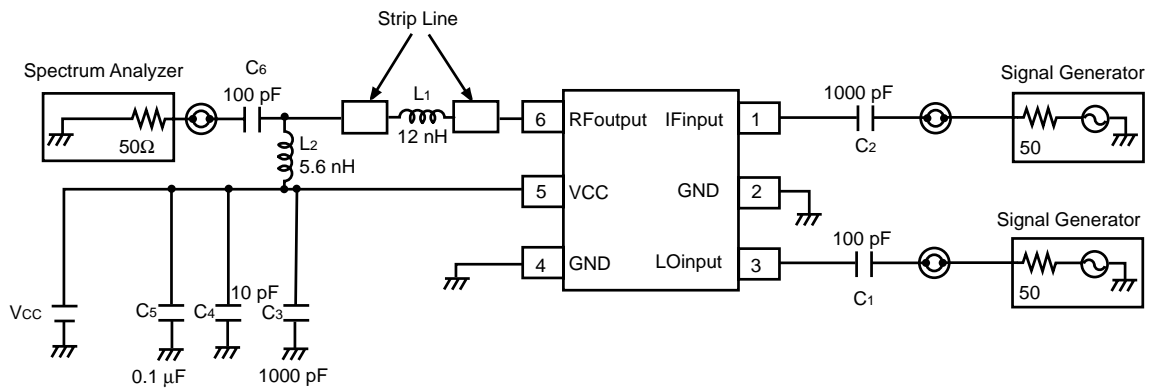 Strip Line
Spectrum Analyzer
C6
100 pF
L1
12 nH
50Ω
L2
5.6 nH
6
RFoutput
IFinput
1
1000 pF
C2
Signal Generator
50
5
VCC
GND
2
4
GND
LOinput
3
100 pF
C1
Signal Generator
50
VCC
C5
0.1 μF
10 pF
C4
C3
1000 pF